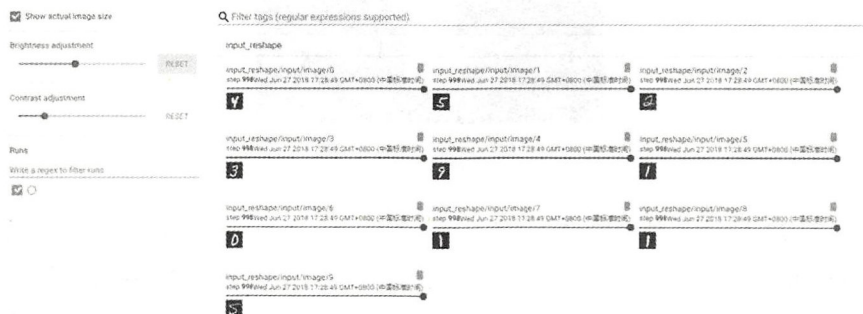 Show actual image size
Brightness adjustment
RESET
Contrast adjustment
RESET
Runs
Write a regex to filter runs
Filter tags (regular expressions supported)
input_reshape
input_reshape/input/image/0
step 998 Wed Jun 27 2018 17:28:49 GMT+0800 (中国标准时间)
4
input_reshape/input/image/1
step 998 Wed Jun 27 2018 17:28:49 GMT+0800 (中国标准时间)
5
input_reshape/input/image/2
step 998 Wed Jun 27 2018 17:28:49 GMT+0800 (中国标准时间)
2
input_reshape/input/image/3
step 998 Wed Jun 27 2018 17:28:49 GMT+0800 (中国标准时间)
3
input_reshape/input/image/4
step 998 Wed Jun 27 2018 17:28:49 GMT+0800 (中国标准时间)
9
input_reshape/input/image/5
step 998 Wed Jun 27 2018 17:28:49 GMT+0800 (中国标准时间)
1
input_reshape/input/image/6
step 998 Wed Jun 27 2018 17:28:49 GMT+0800 (中国标准时间)
0
input_reshape/input/image/7
step 998 Wed Jun 27 2018 17:28:49 GMT+0800 (中国标准时间)
1
input_reshape/input/image/8
step 998 Wed Jun 27 2018 17:28:49 GMT+0800 (中国标准时间)
1
input_reshape/input/image/9
step 998 Wed Jun 27 2018 17:28:49 GMT+0800 (中国标准时间)
5